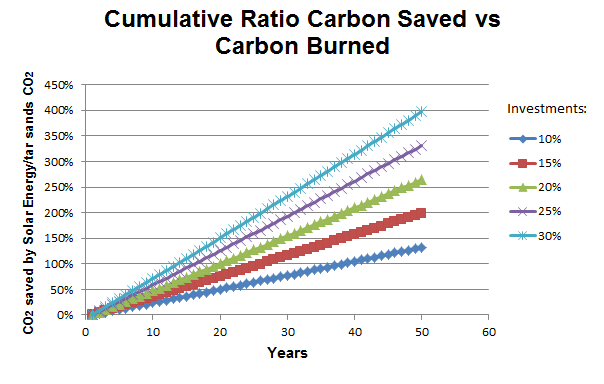 Cumulative Ratio Carbon Saved vs
Carbon Burned
CO2 saved by Solar Energy/tar sands CO2
450%
400%
350%
300%
250%
200%
150%
100%
50%
0%
0 10 20 30 40 50 60
Years
Investments:
10%
15%
20%
25%
30%